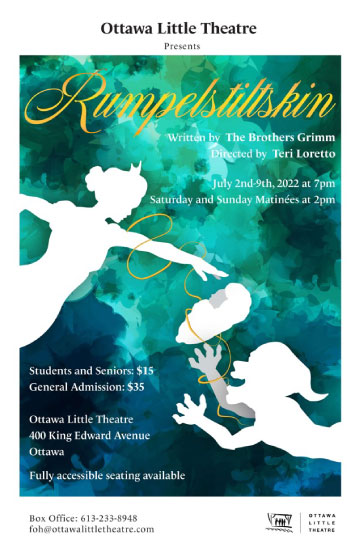 Ottawa Little Theatre
Presents
Rumpelstiltskin
Written by The Brothers Grimm
Directed by Teri Loretto
July 2nd-9th, 2022 at 7pm
Saturday and Sunday Matinées at 2pm
Students and Seniors: $15
General Admission: $35
Ottawa Little Theatre
400 King Edward Avenue
Ottawa
Fully accessible seating available
Box Office: 613-233-8948
foh@ottawalittletheatre.com
OTTAWA
LITTLE
THEATRE